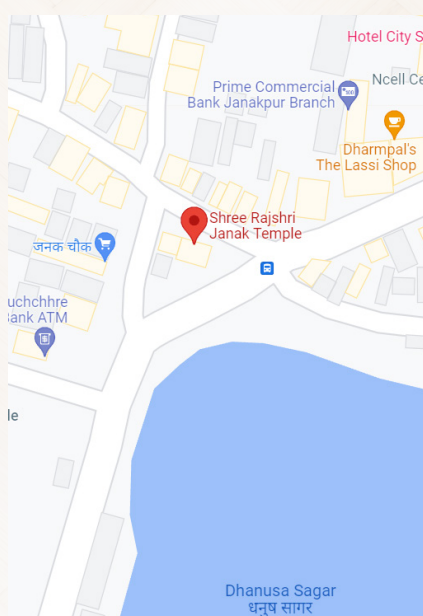 Hotel City S
Prime Commercial
Bank Janakpur Branch
Ncell Ce
Dharmpal's
The Lassi Shop
Shree Rajshri
Janak Temple
जनक चौक
uchchhre
Bank ATM
le
Dhanusa Sagar
धनुष सागर